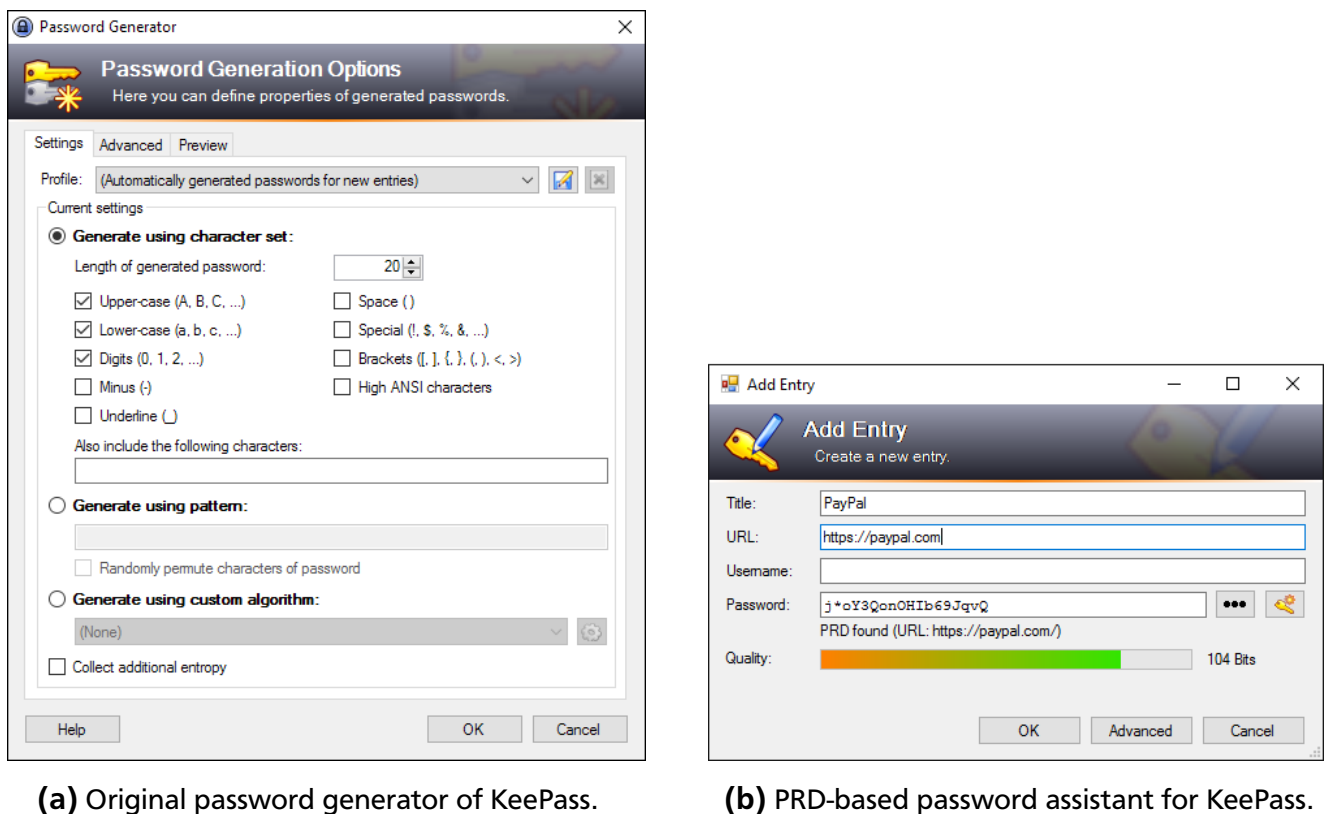 Password Generator
Password Generation Options
Here you can define properties of generated passwords.
Settings Advanced Preview
Profile: (Automatically generated passwords for new entries)
Current settings
Generate using character set:
Length of generated password: 20
Upper-case (A, B, C, ...) Space ( )
Lower-case (a, b, c, ...) Special (!, $, %, &, ...)
Digits (0, 1, 2, ...) Brackets ([, ], {, }, (, ), <, >)
Minus (-) High ANSI characters
Underline (_)
Also include the following characters:
Generate using pattern:
Randomly permute characters of password
Generate using custom algorithm:
(None)
Collect additional entropy
Help OK Cancel
(a) Original password generator of KeePass.
Add Entry
Add Entry
Create a new entry.
Title: PayPal
URL: https://paypal.com
Username:
Password: j*oY3QonOHIb69JqvQ
PRD found (URL: https://paypal.com/)
Quality: 104 Bits
OK Advanced Cancel
(b) PRD-based password assistant for KeePass.